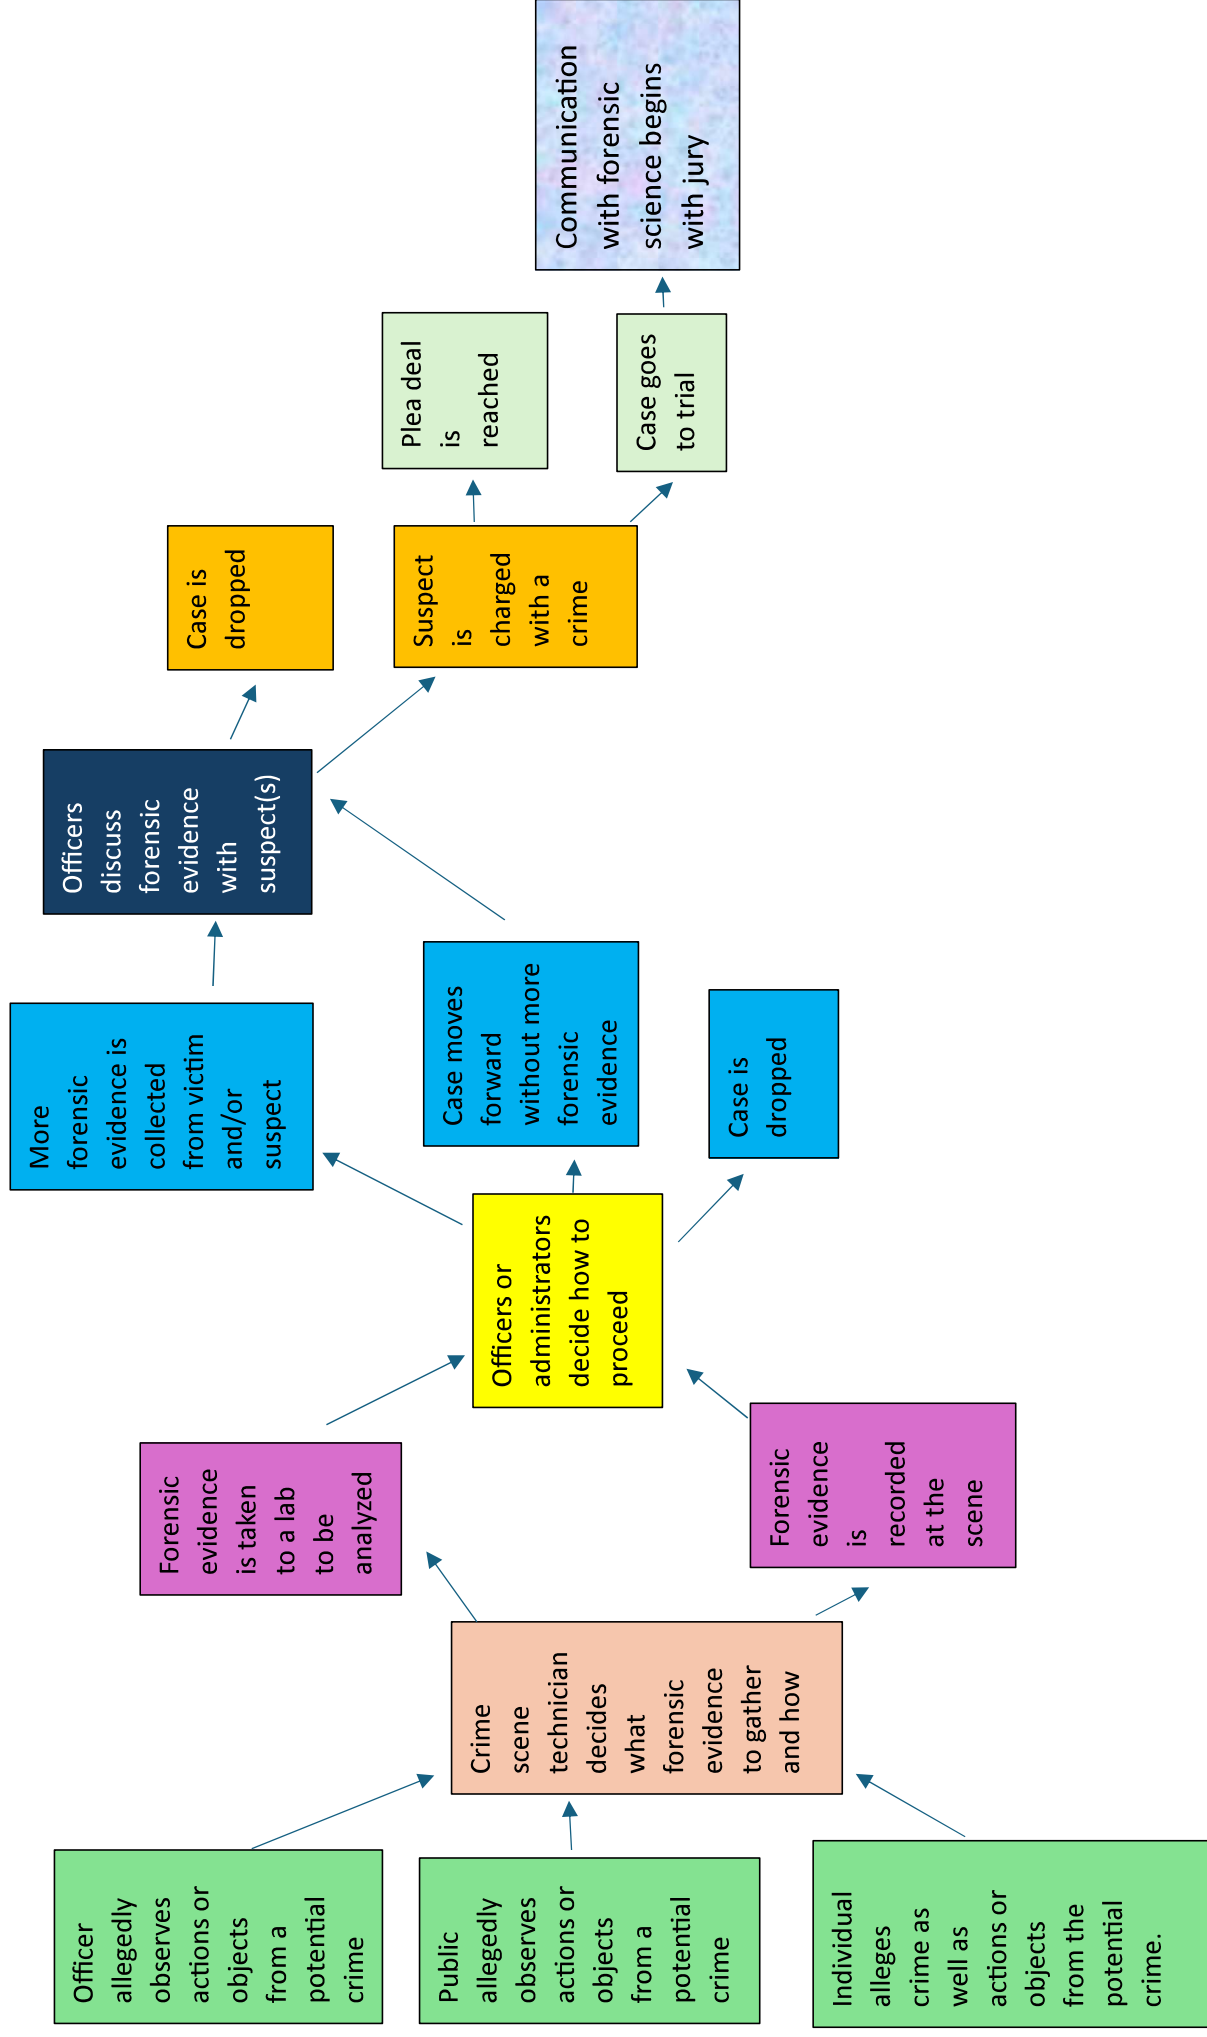 Officer
allegedly
observes
actions or
objects
from a
potential
crime
Public
allegedly
observes
actions or
objects
from a
potential
crime
Individual
alleges
crime as
well as
actions or
objects
from the
potential
crime.
Crime
scene
technician
decides
what
forensic
evidence
to gather
and how
Forensic
evidence
is taken
to a lab
to be
analyzed
Forensic
evidence
is
recorded
at the
scene
Officers or
administrators
decide how to
proceed
More
forensic
evidence is
collected
from victim
and/or
suspect
Case moves
forward
without more
forensic
evidence
Case is
dropped
Officers
discuss
forensic
evidence
with
suspect(s)
Case is
dropped
Suspect
is
charged
with a
crime
Plea deal
is
reached
Case goes
to trial
Communication
with forensic
science begins
with jury